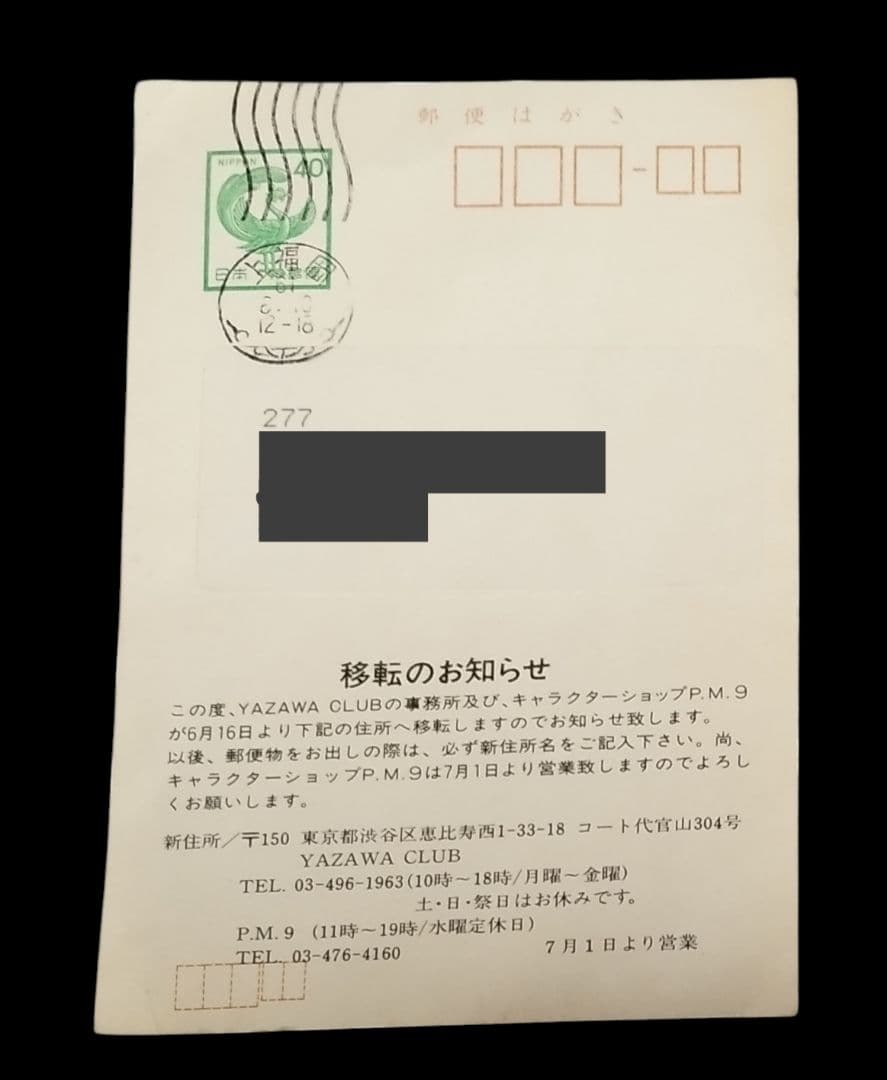 郵便はがき
NIPPON 40
日本郵便
上福岡
61
12-18
277
移転のお知らせ
この度、YAZAWA CLUBの事務所及び、キャラクターショップP.M.9
が6月16日より下記の住所へ移転しますのでお知らせ致します。
以後、郵便物をお出しの際は、必ず新住所名をご記入下さい。尚、
キャラクターショップP.M.9は7月1日より営業致しますのでよろし
くお願いします。
新住所／〒150 東京都渋谷区恵比寿西1-33-18 コート代官山304号
YAZAWA CLUB
TEL. 03-496-1963(10時〜18時/月曜〜金曜)
土・日・祭日はお休みです。
P.M.9 (11時〜19時/水曜定休日)
TEL. 03-476-4160 7月1日より営業